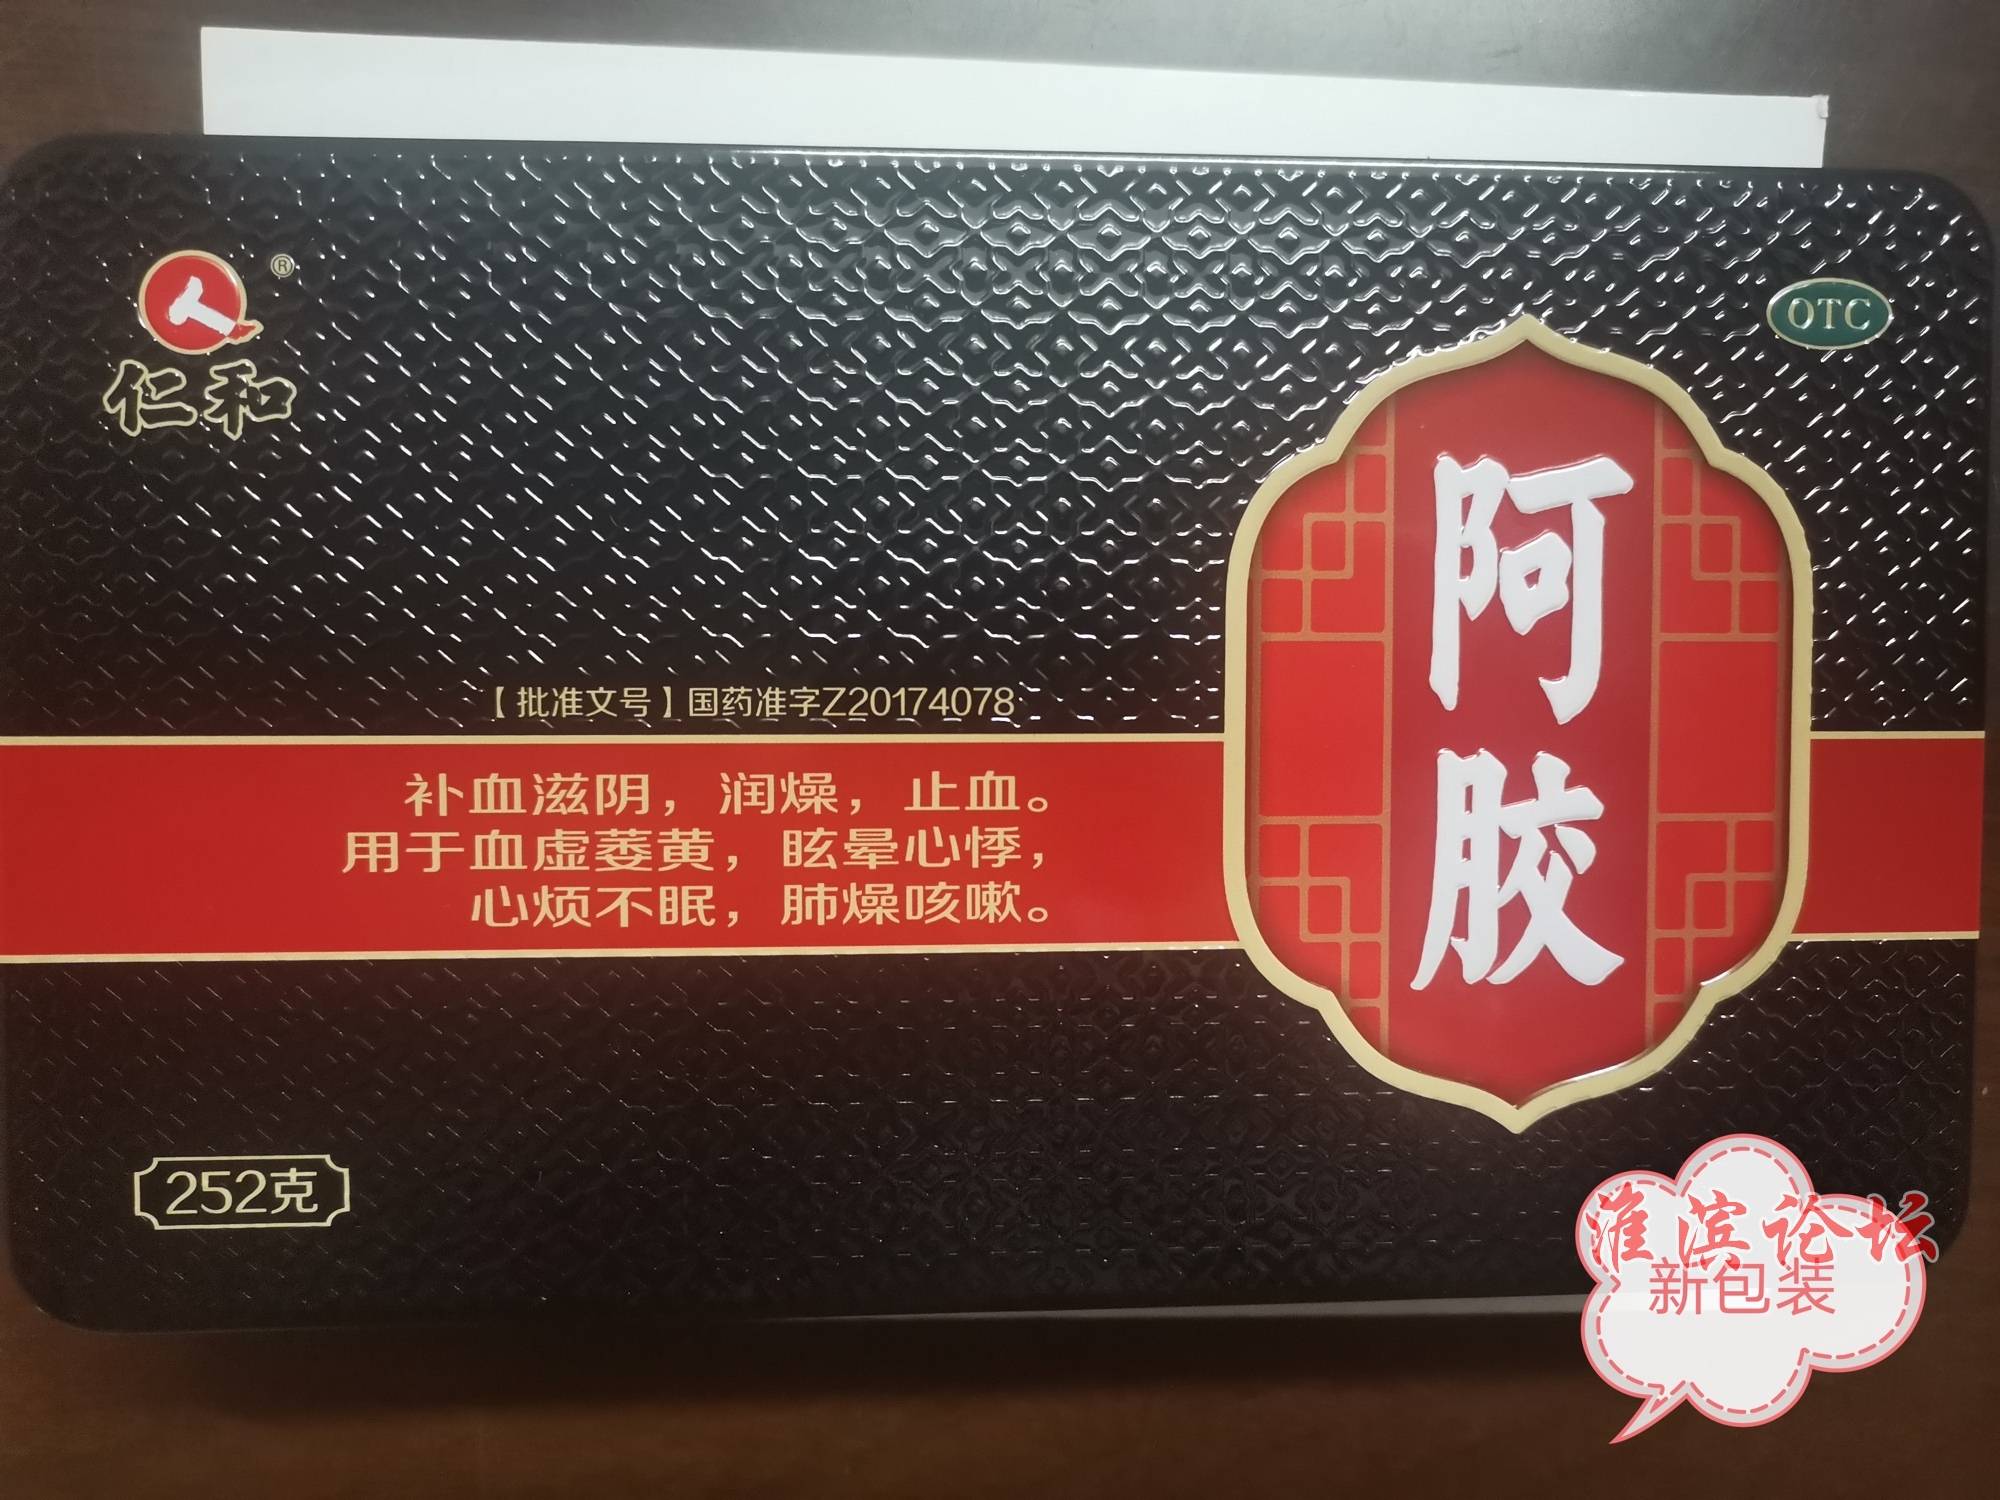 ®
仁和
OTC
阿胶
【批准文号】国药准字Z20174078
补血滋阴，润燥，止血。
用于血虚萎黄，眩晕心悸，
心烦不眠，肺燥咳嗽。
252克
淮滨论坛
新包装